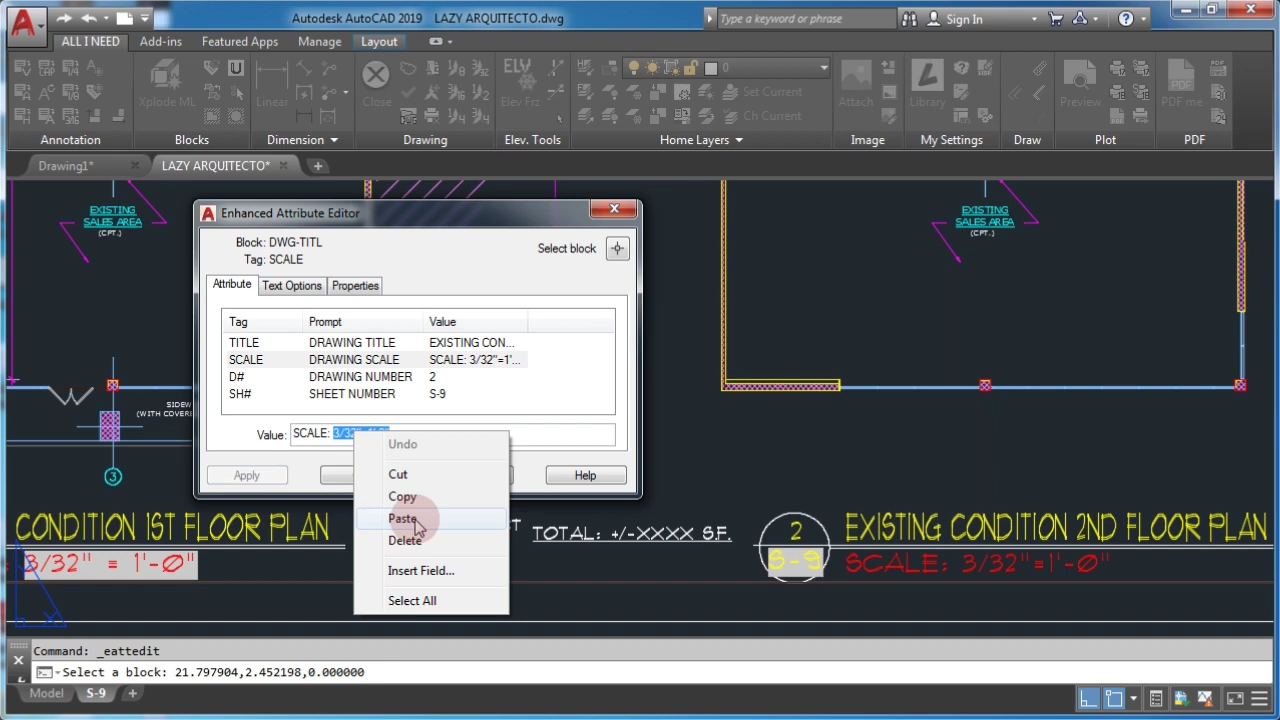 Autodesk AutoCAD 2019 LAZY ARQUITECTO.dwg
Type a keyword or phrase
Sign In
ALL I NEED Add-ins Featured Apps Manage Layout
ELV 0
Xplode ML Linear Close Elev Frz Set Current Ch Current Attach Library Preview PDF me
Annotation Blocks Dimension Drawing Elev. Tools Home Layers Image My Settings Draw Plot PDF
Drawing1* LAZY ARQUITECTO*
EXISTING
SALES AREA
(CPT.)
EXISTING
SALES AREA
(CPT.)
Enhanced Attribute Editor
Block: DWG-TITL
Tag: SCALE
Select block
Attribute Text Options Properties
Tag Prompt Value
TITLE DRAWING TITLE EXISTING CON...
SCALE DRAWING SCALE SCALE: 3/32"=1'...
D# DRAWING NUMBER 2
SH# SHEET NUMBER S-9
Value: SCALE: 3/32"=1'-0"
Apply Help
Undo
Cut
Copy
Paste
Delete
Insert Field...
Select All
(WITH COVERE
3
CONDITION 1ST FLOOR PLAN
3/32" = 1'-0"
TOTAL: +/-XXXX S.F.
2
S-9
EXISTING CONDITION 2ND FLOOR PLAN
SCALE: 3/32"=1'-0"
Command: _eattedit
Select a block: 21.797904,2.452198,0.000000
Model S-9